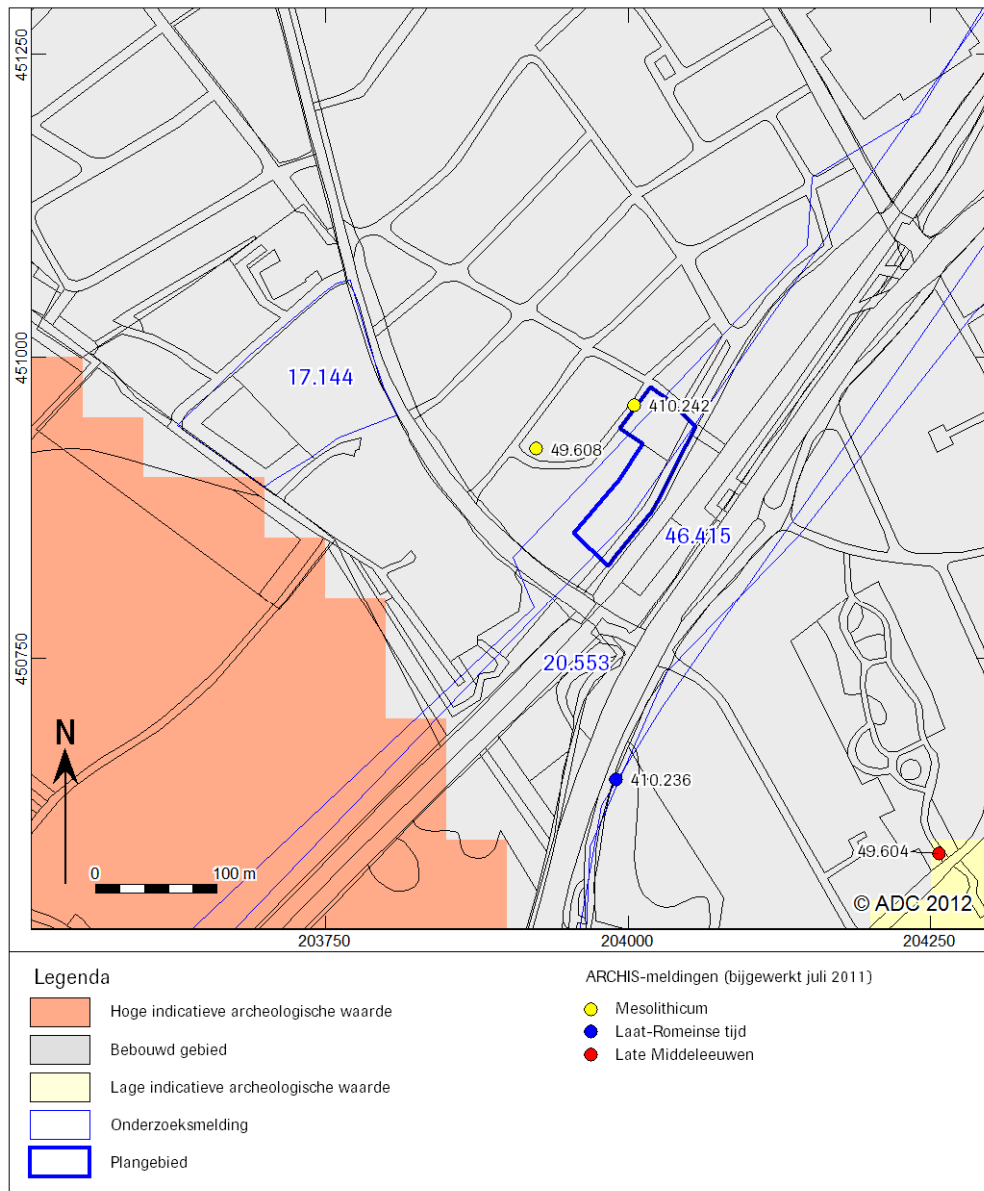 451250
451000
450750
17.144
410.242
49.608
46.415
20.553
410.236
49.604
N
0 100 m
© ADC 2012
203750 204000 204250
Legenda
Hoge indicatieve archeologische waarde
Bebouwd gebied
Lage indicatieve archeologische waarde
Onderzoeksmelding
Plangebied
ARCHIS-meldingen (bijgewerkt juli 2011)
Mesolithicum
Laat-Romeinse tijd
Late Middeleeuwen